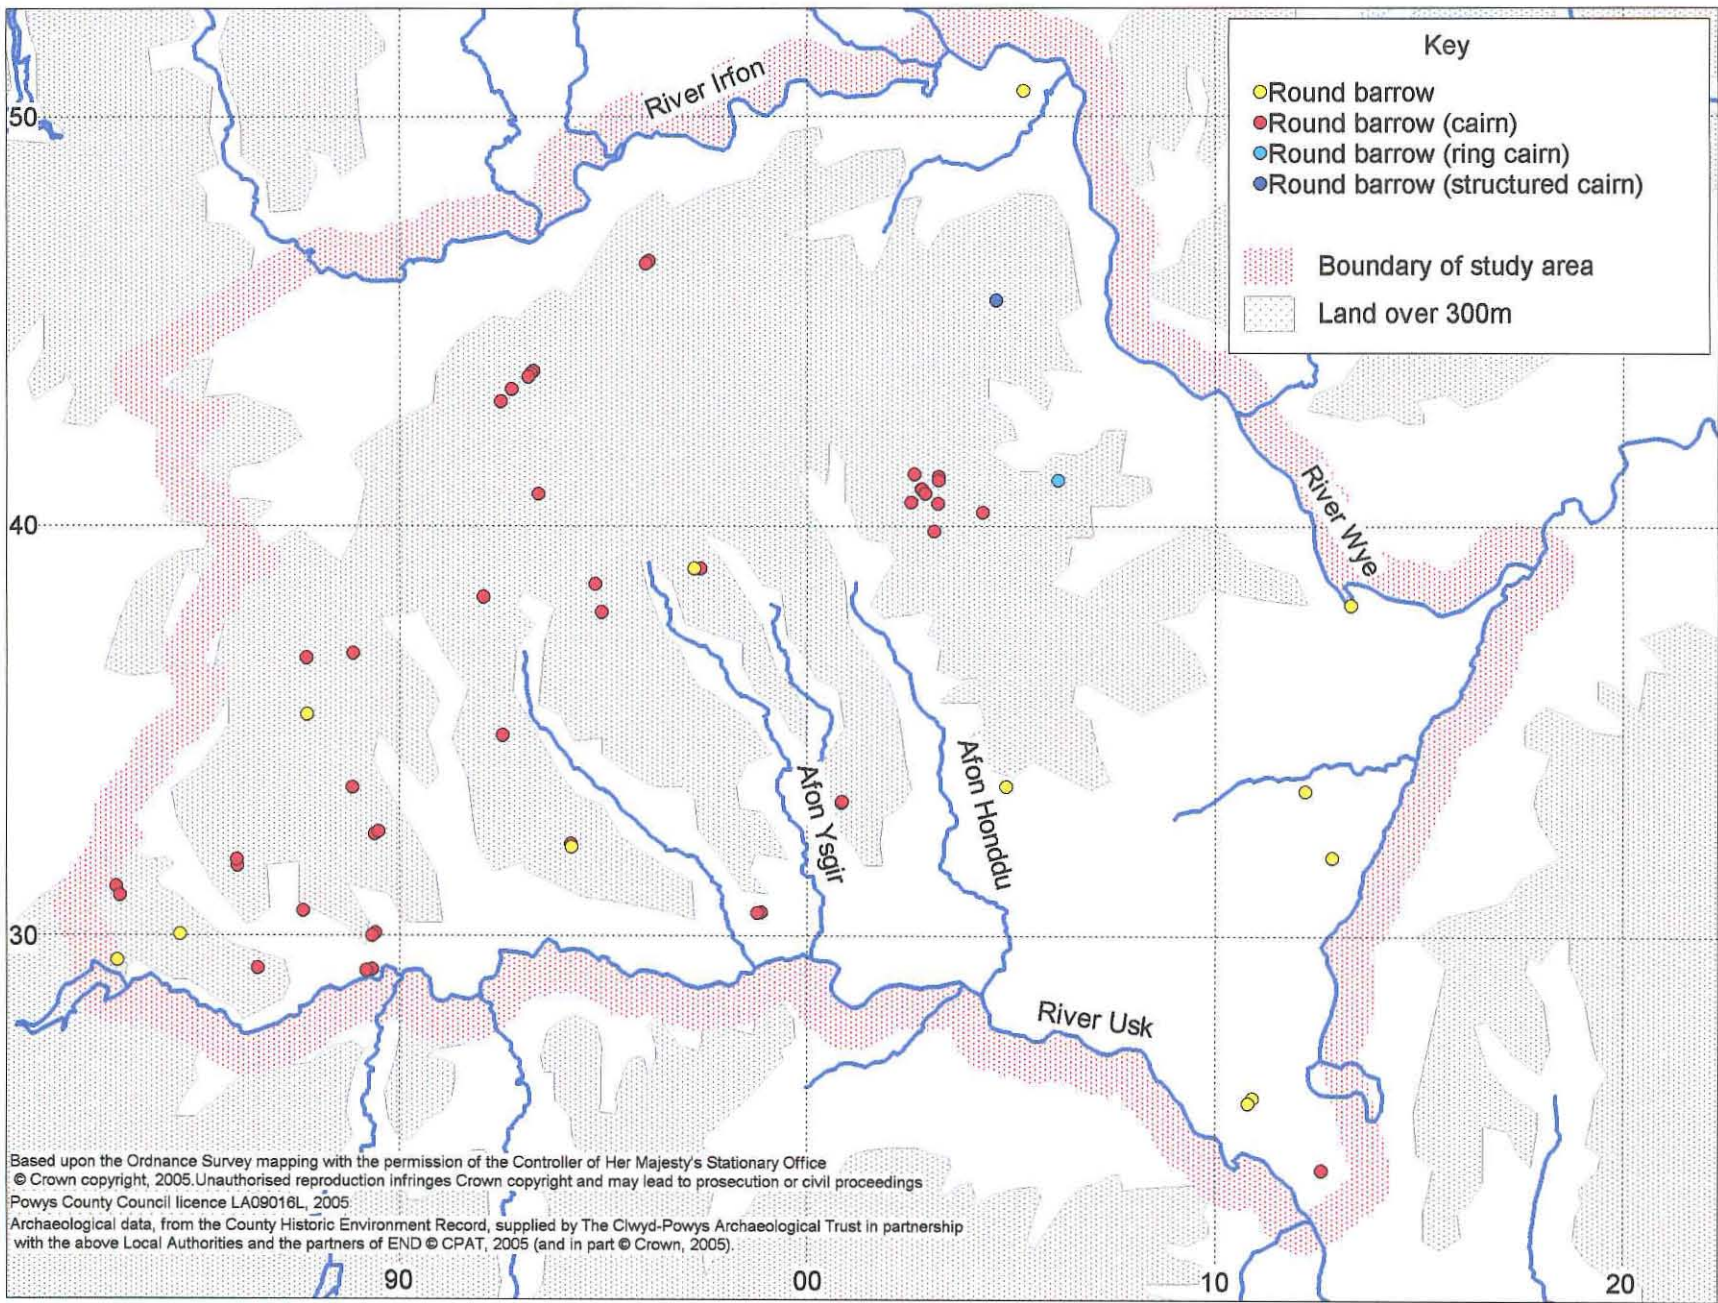 Key
Round barrow
Round barrow (cairn)
Round barrow (ring cairn)
Round barrow (structured cairn)
Boundary of study area
Land over 300m
River Irfon
50
40
River Wye
Afon Ysgir
Afon Honddu
30
River Usk
Based upon the Ordnance Survey mapping with the permission of the Controller of Her Majesty's Stationary Office
© Crown copyright, 2005.Unauthorised reproduction infringes Crown copyright and may lead to prosecution or civil proceedings
Powys County Council licence LA09016L, 2005
Archaeological data, from the County Historic Environment Record, supplied by The Clwyd-Powys Archaeological Trust in partnership
with the above Local Authorities and the partners of END © CPAT, 2005 (and in part © Crown, 2005).
90
00
10
20